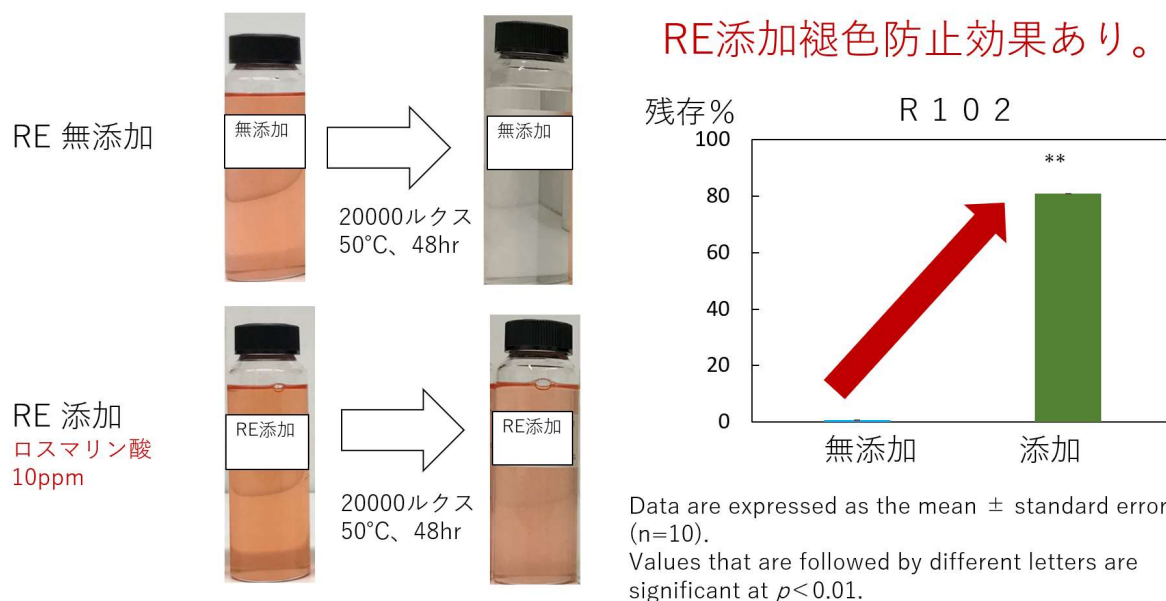 RE添加褪色防止効果あり。
RE 無添加
無添加
無添加
20000ルクス
50°C、48hr
RE 添加
ロスマリン酸
10ppm
RE添加
RE添加
20000ルクス
50°C、48hr
残存%
R102
100
80
60
40
20
0
**
無添加
添加
Data are expressed as the mean ± standard error
(n=10).
Values that are followed by different letters are
significant at p<0.01.